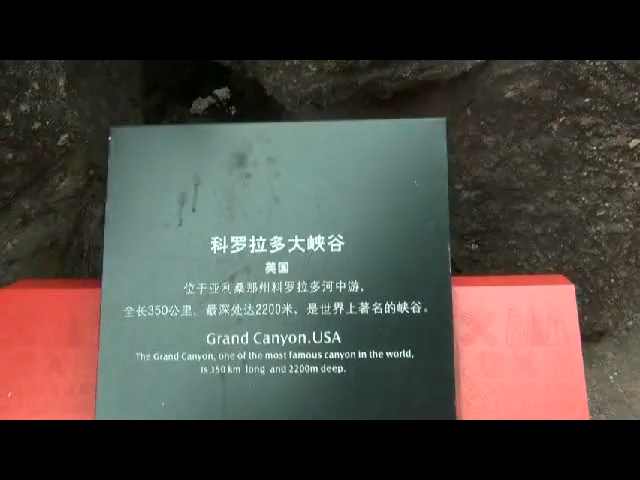 科罗拉多大峡谷
美国
位于亚利桑那州科罗拉多河中游,
全长350公里, 最深处达2200米, 是世界上著名的峡谷。
Grand Canyon.USA
The Grand Canyon, one of the most famous canyon in the world,
is 350 km long and 2200m deep.